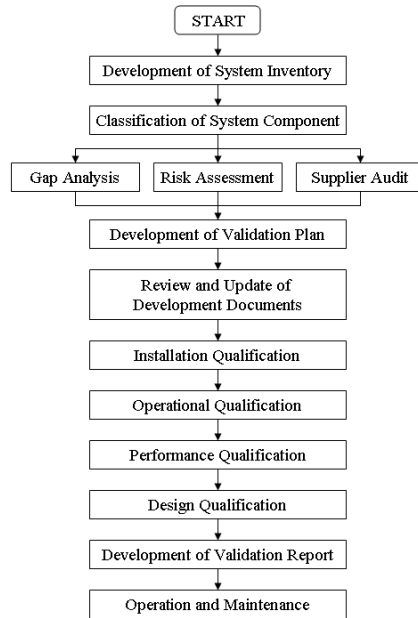 START
Development of System Inventory
Classification of System Component
Gap Analysis
Risk Assessment
Supplier Audit
Development of Validation Plan
Review and Update of
Development Documents
Installation Qualification
Operational Qualification
Performance Qualification
Design Qualification
Development of Validation Report
Operation and Maintenance